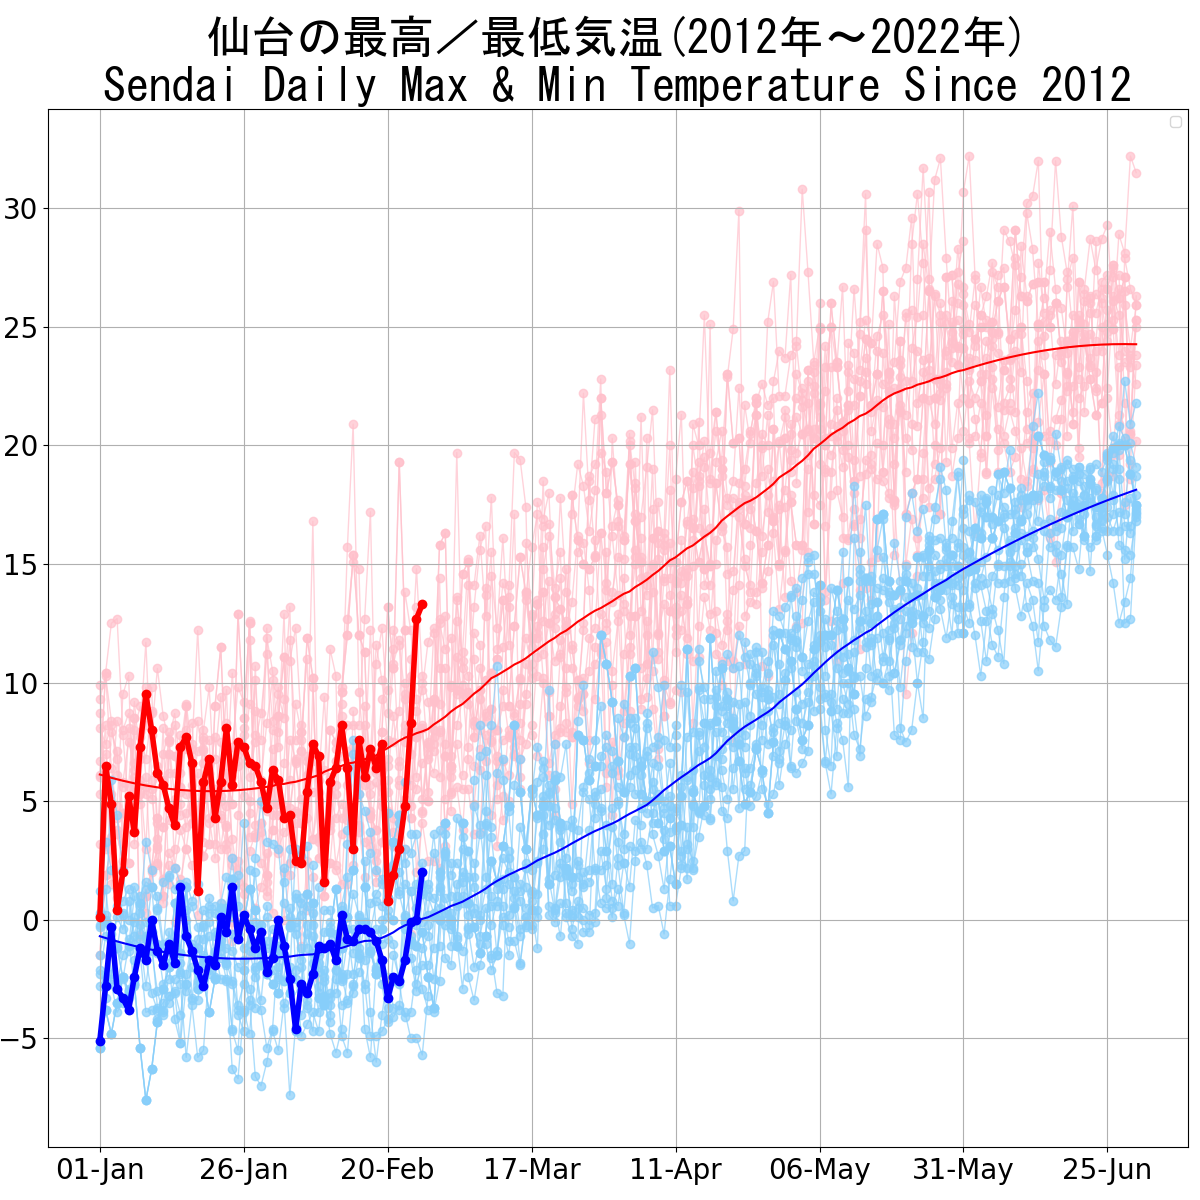 仙台の最高／最低気温(2012年～2022年)
Sendai Daily Max & Min Temperature Since 2012
30
25
20
15
10
5
0
−5
01-Jan 26-Jan 20-Feb 17-Mar 11-Apr 06-May 31-May 25-Jun